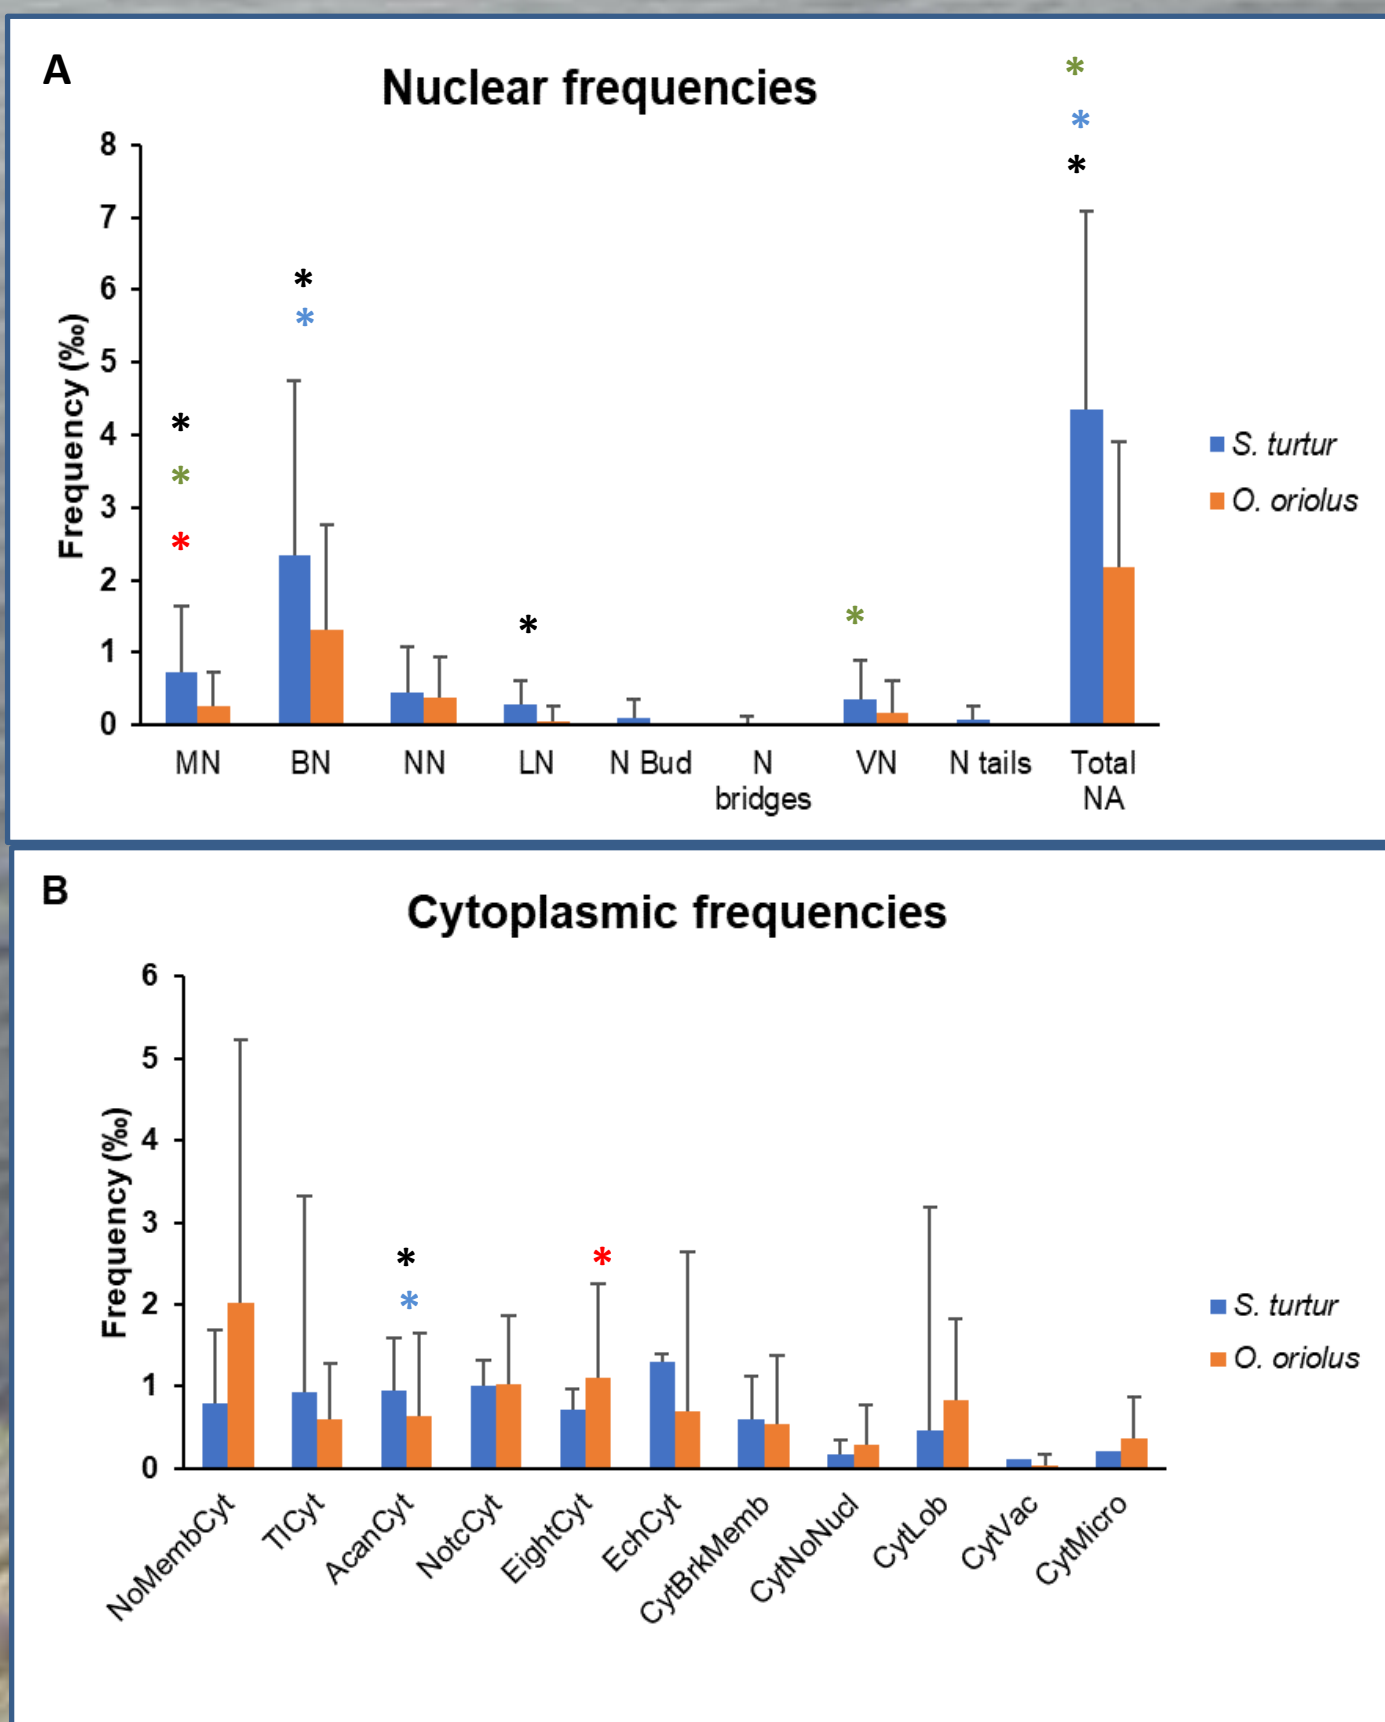 A
Nuclear frequencies
*
*
*
8
7
6
5
4
3
2
1
0
Frequency (‰)
*
*
*
*
*
*
*
MN
BN
NN
LN
N Bud
N
bridges
VN
N tails
Total
NA
S. turtur
O. oriolus
B
Cytoplasmic frequencies
6
5
4
3
2
1
0
Frequency (‰)
*
*
*
NoMembCyt
TlCyt
AcanCyt
NotcCyt
EightCyt
EchCyt
CytBrkMemb
CytNoNucl
CytLob
CytVac
CytMicro
S. turtur
O. oriolus